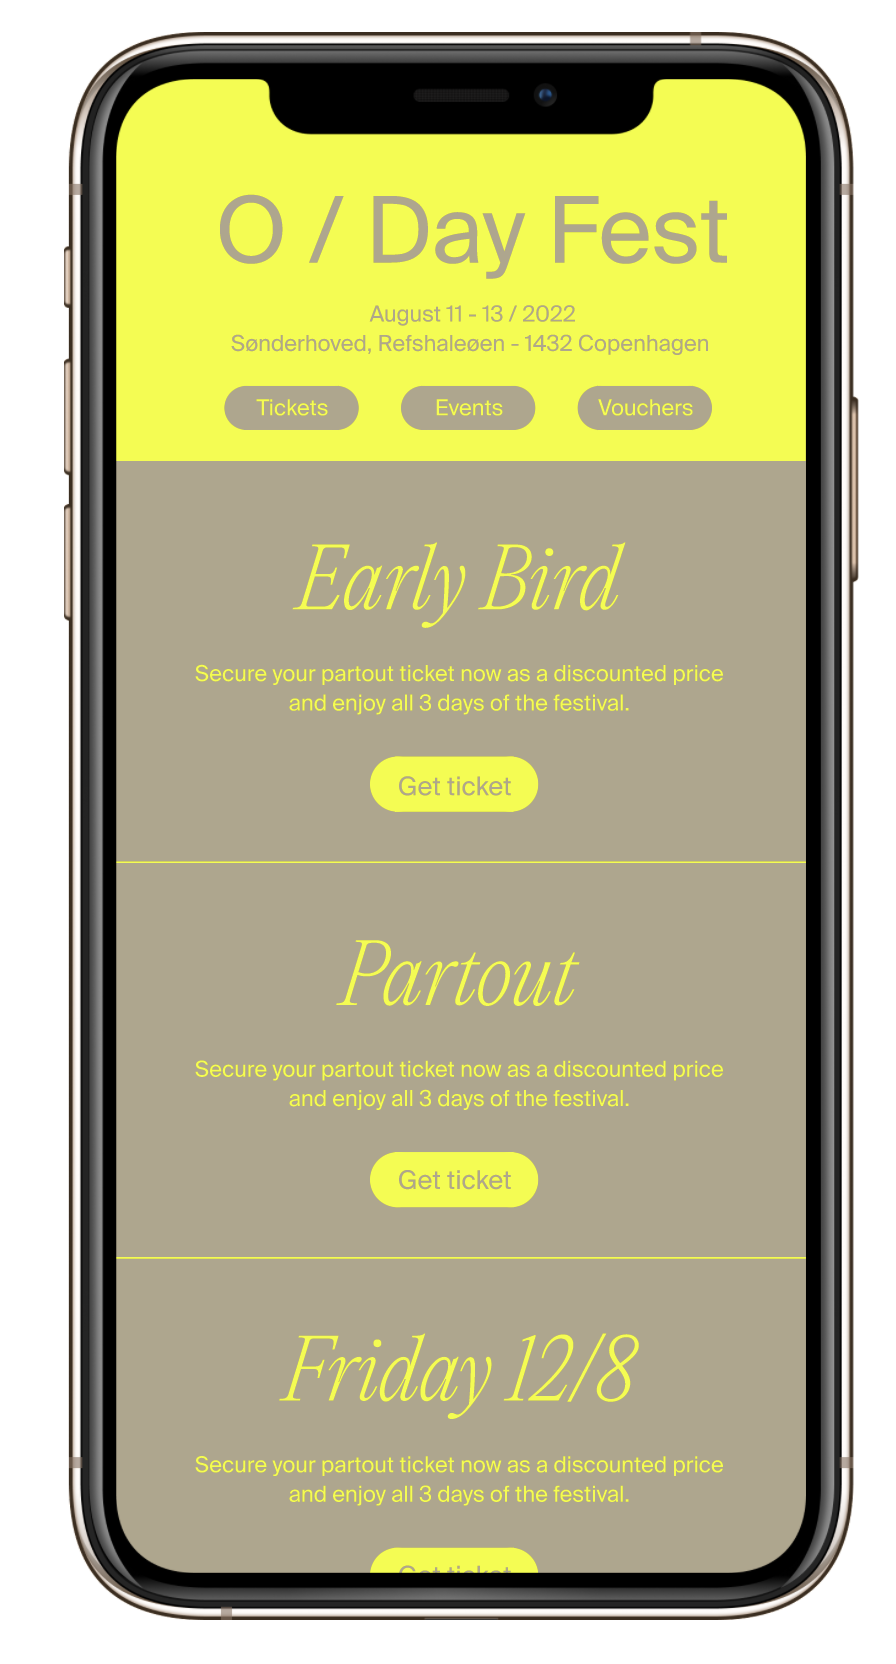 O / Day Fest
August 11 - 13 / 2022
Sønderhoved, Refshaleøen - 1432 Copenhagen
Tickets Events Vouchers
Early Bird
Secure your partout ticket now as a discounted price
and enjoy all 3 days of the festival.
Get ticket
Partout
Secure your partout ticket now as a discounted price
and enjoy all 3 days of the festival.
Get ticket
Friday 12/8
Secure your partout ticket now as a discounted price
and enjoy all 3 days of the festival.
Get ticket